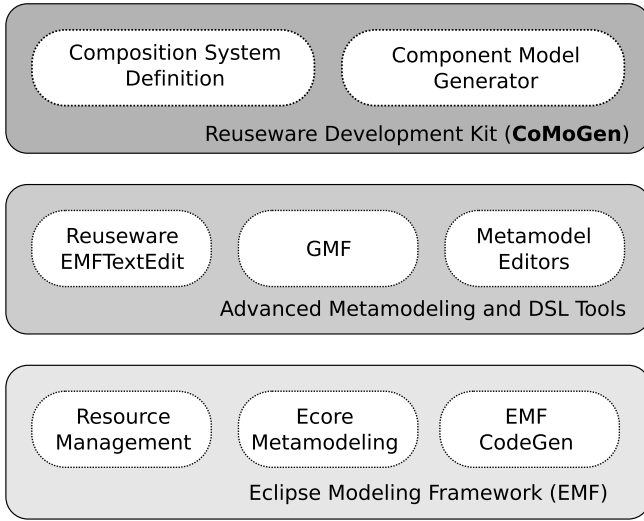 Composition System
Definition
Component Model
Generator
Reuseware Development Kit (CoMoGen)
Reuseware
EMFTextEdit
GMF
Metamodel
Editors
Advanced Metamodeling and DSL Tools
Resource
Management
Ecore
Metamodeling
EMF
CodeGen
Eclipse Modeling Framework (EMF)